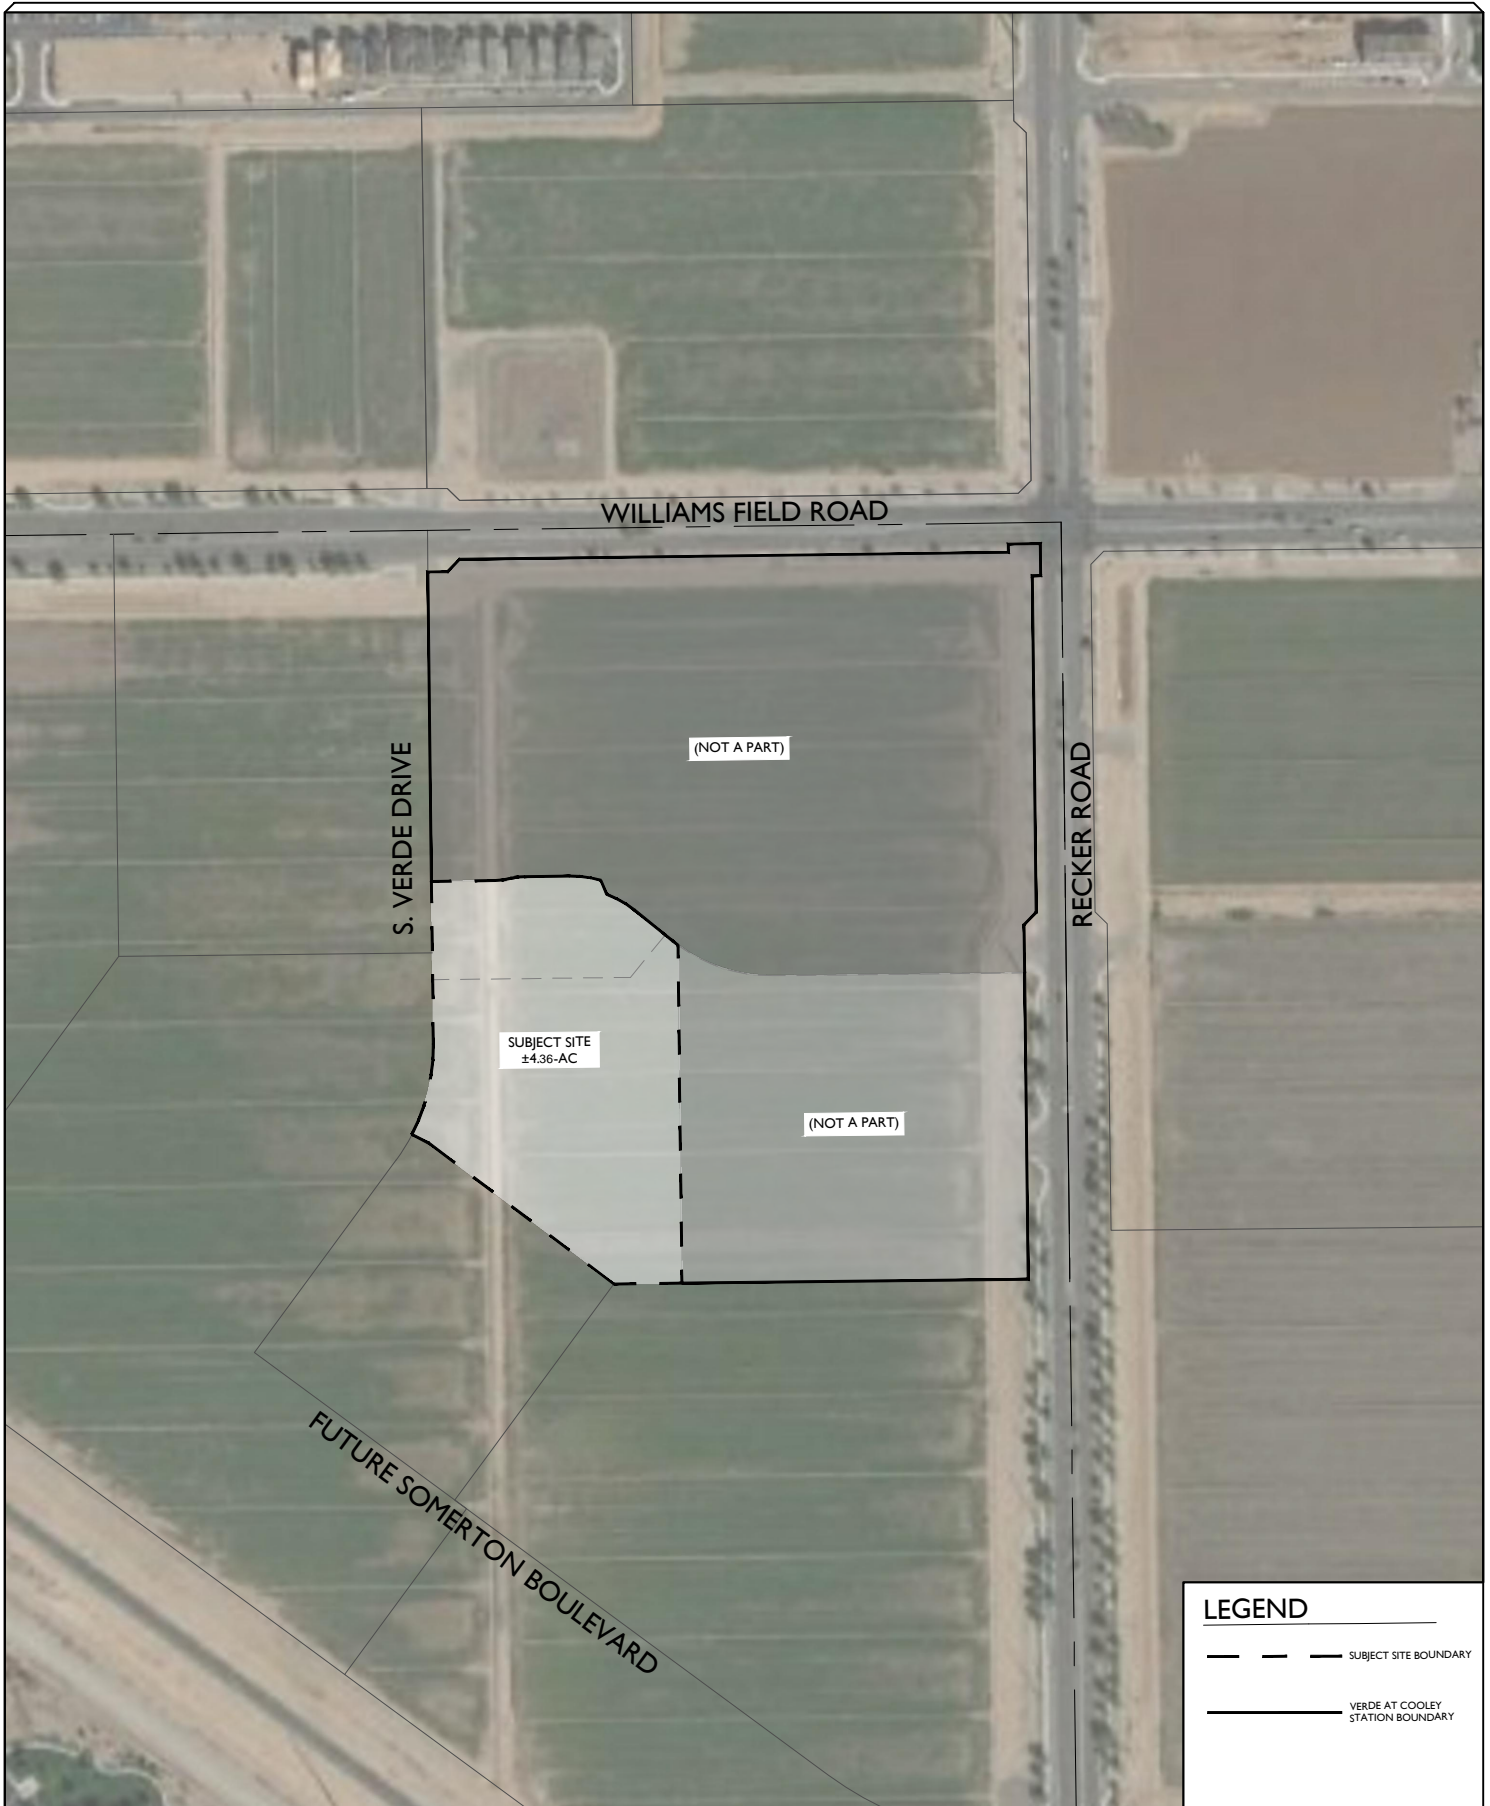 WILLIAMS FIELD ROAD
(NOT A PART)
S. VERDE DRIVE
RECKER ROAD
SUBJECT SITE
±4.36-AC
(NOT A PART)
FUTURE SOMERTON BOULEVARD
LEGEND
SUBJECT SITE BOUNDARY
VERDE AT COOLEY
STATION BOUNDARY